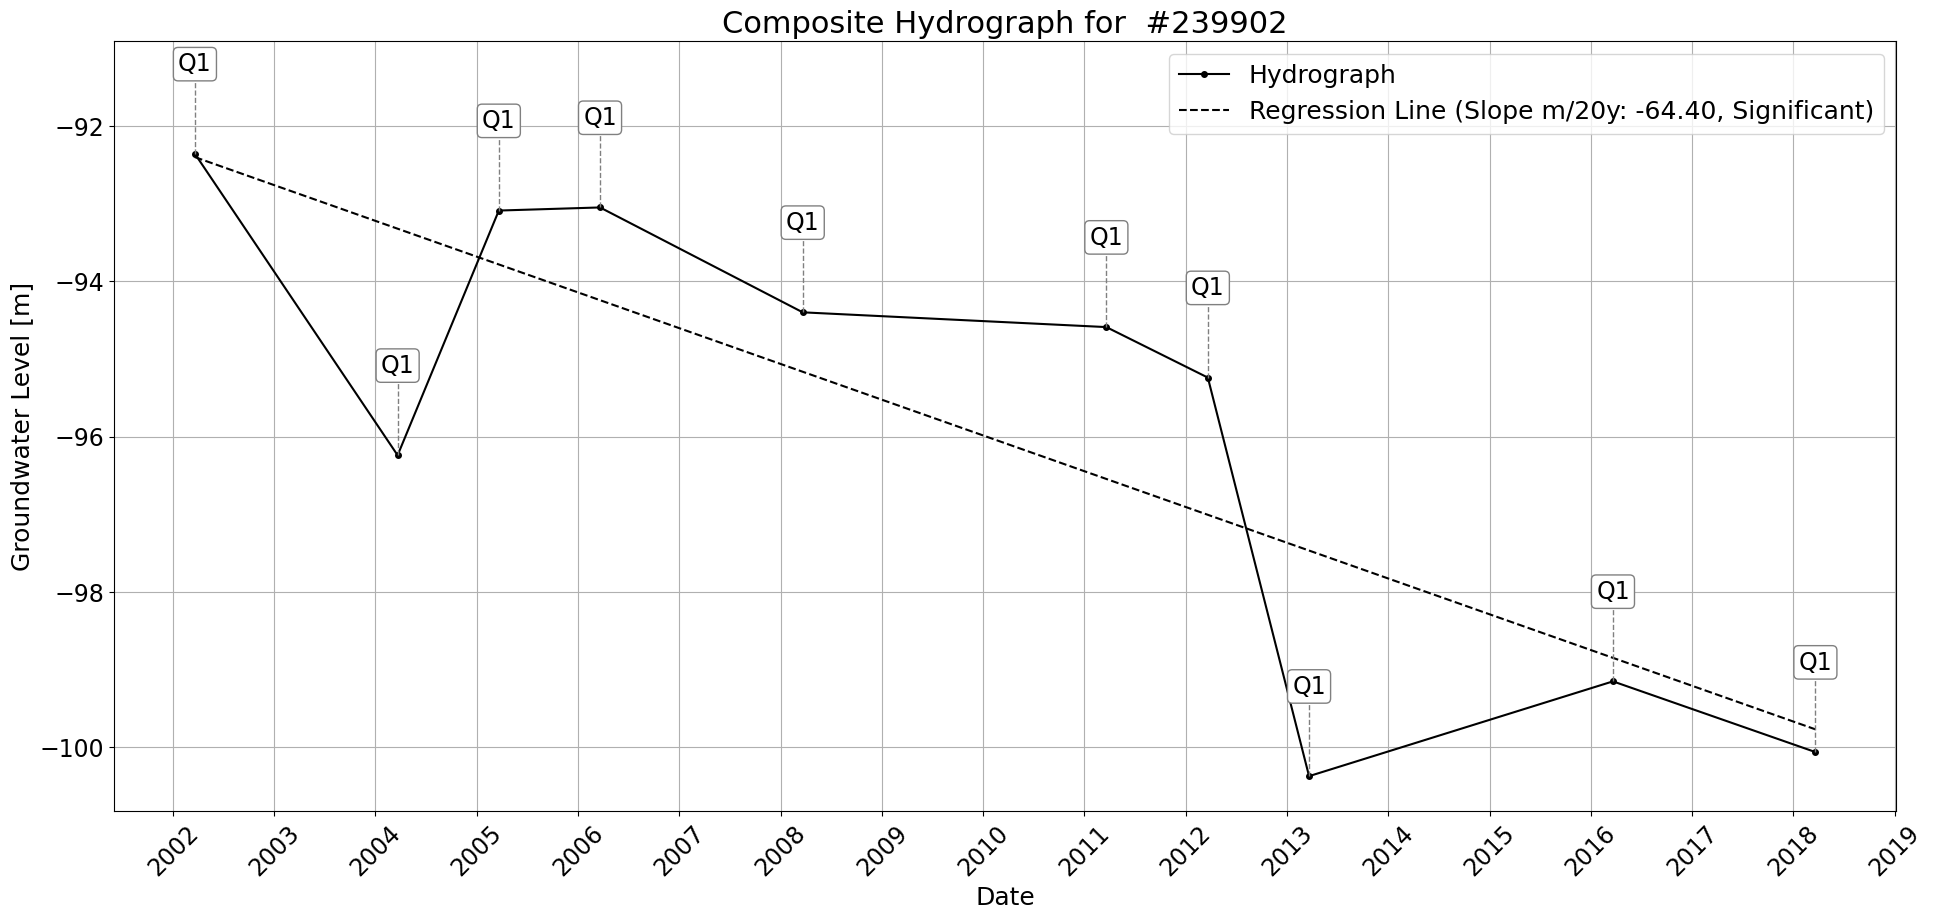 Composite Hydrograph for  #239902
Hydrograph
Regression Line (Slope m/20y: -64.40, Significant)
Q1
Q1
Q1
Q1
Q1
Q1
Q1
Q1
Q1
Q1
Groundwater Level [m]
−92
−94
−96
−98
−100
2002
2003
2004
2005
2006
2007
2008
2009
2010
2011
2012
2013
2014
2015
2016
2017
2018
2019
Date